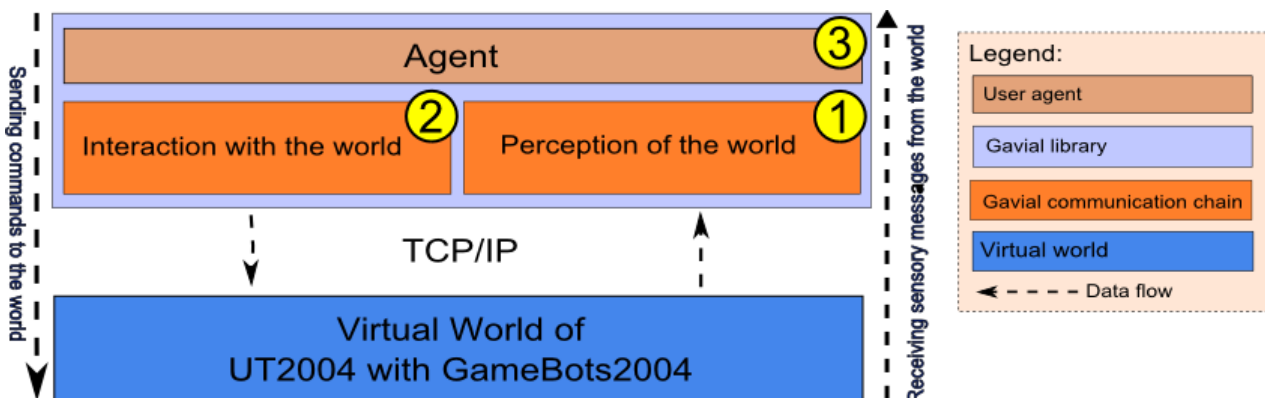 Sending commands to the world
Agent
3
Interaction with the world
2
Perception of the world
1
TCP/IP
Virtual World of
UT2004 with GameBots2004
Receiving sensory messages from the world
Legend:
User agent
Gavial library
Gavial communication chain
Virtual world
Data flow